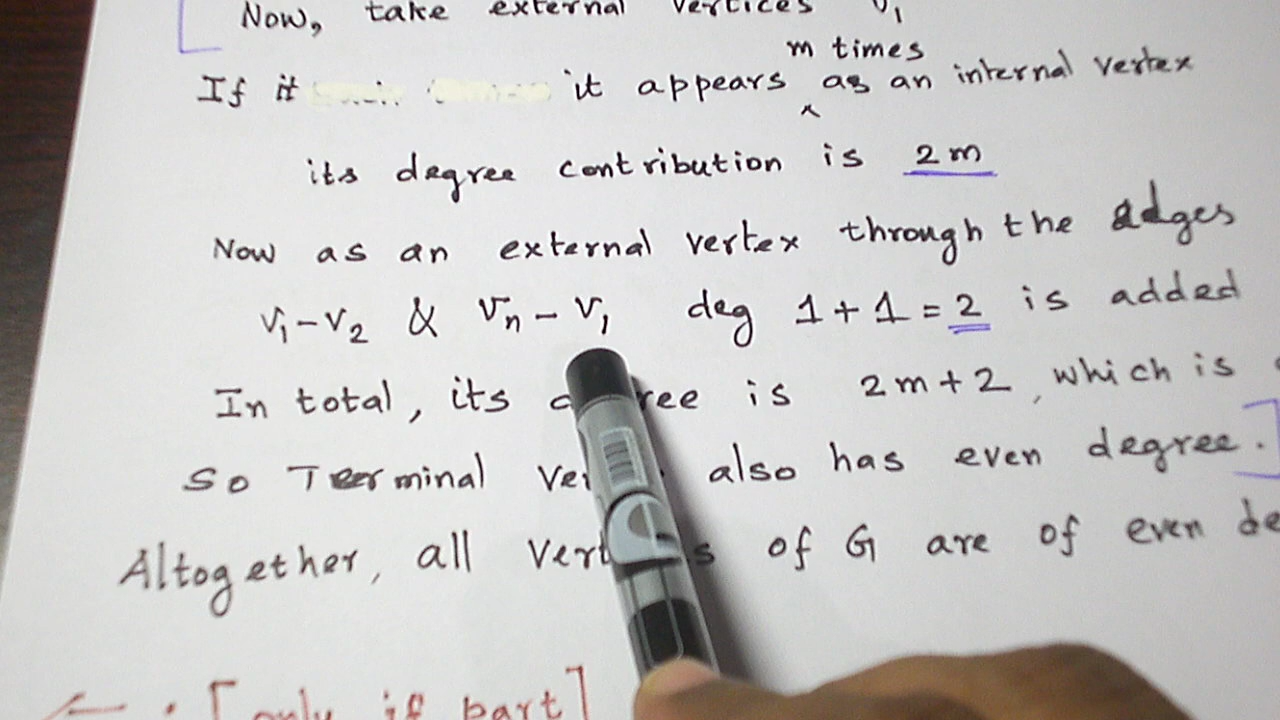 Now, take external vertices v1
m times
If it it appears as an internal vertex
its degree contribution is 2m
Now as an external vertex through the edges
v1 - v2 & vn - v1 deg 1 + 1 = 2 is added
In total, its is 2m+2, which is
So Terminal also has even degree.]
Altogether, all of G are of even
[only if part]